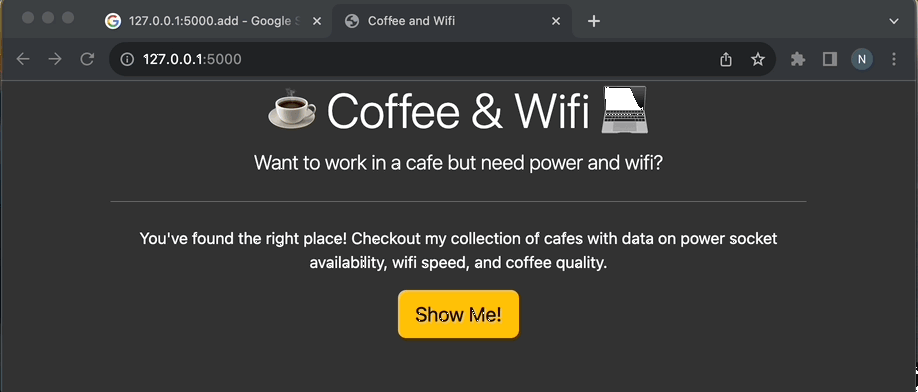 127.0.0.1:5000.add - Google S
Coffee and Wifi
127.0.0.1:5000
N
Coffee & Wifi
Want to work in a cafe but need power and wifi?
You've found the right place! Checkout my collection of cafes with data on power socket
availability, wifi speed, and coffee quality.
Show Me!